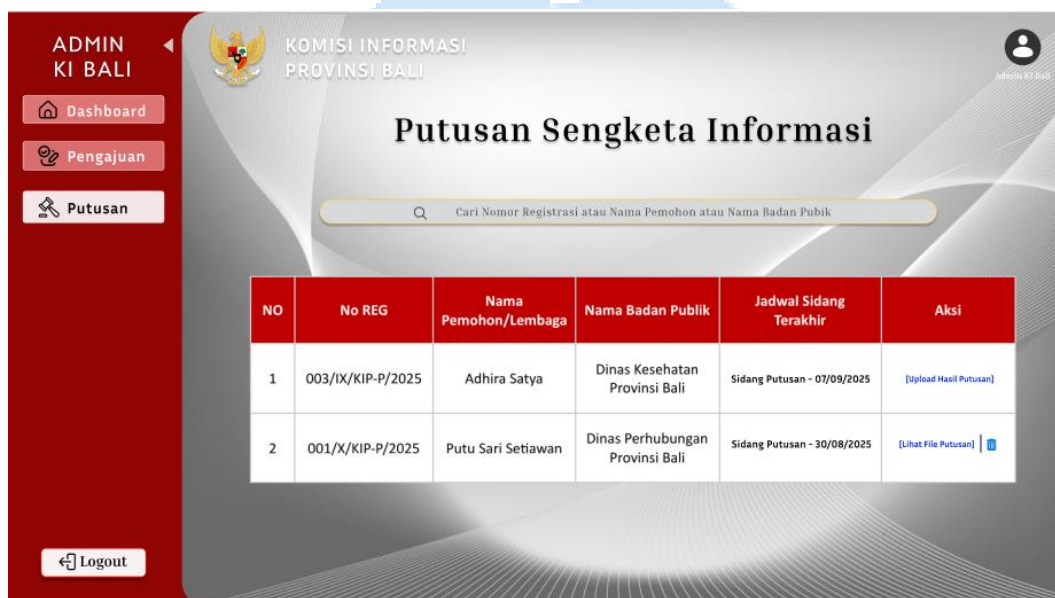 ADMIN
KI BALI
Dashboard
Pengajuan
Putusan
Logout
KOMISI INFORMASI
PROVINSI BALI
Admin KI Bali
Putusan Sengketa Informasi
Cari Nomor Registrasi atau Nama Pemohon atau Nama Badan Pubik
NO No REG Nama Pemohon/Lembaga Nama Badan Publik Jadwal Sidang Terakhir Aksi
1 003/IX/KIP-P/2025 Adhira Satya Dinas Kesehatan Provinsi Bali Sidang Putusan - 07/09/2025 [Upload Hasil Putusan]
2 001/X/KIP-P/2025 Putu Sari Setiawan Dinas Perhubungan Provinsi Bali Sidang Putusan - 30/08/2025 [Lihat File Putusan]